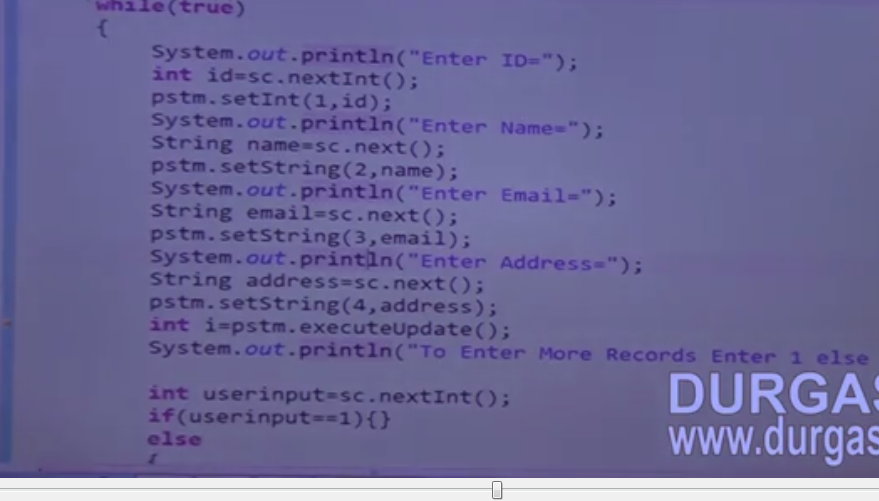 while(true)
{
System.out.println("Enter ID=");
int id=sc.nextInt();
pstm.setInt(1,id);
System.out.println("Enter Name=");
String name=sc.next();
pstm.setString(2,name);
System.out.println("Enter Email=");
String email=sc.next();
pstm.setString(3,email);
System.out.println("Enter Address=");
String address=sc.next();
pstm.setString(4,address);
int i=pstm.executeUpdate();
System.out.println("To Enter More Records Enter 1 else
int userinput=sc.nextInt();
if(userinput==1){}
else
{
DURGAS
www.durgas